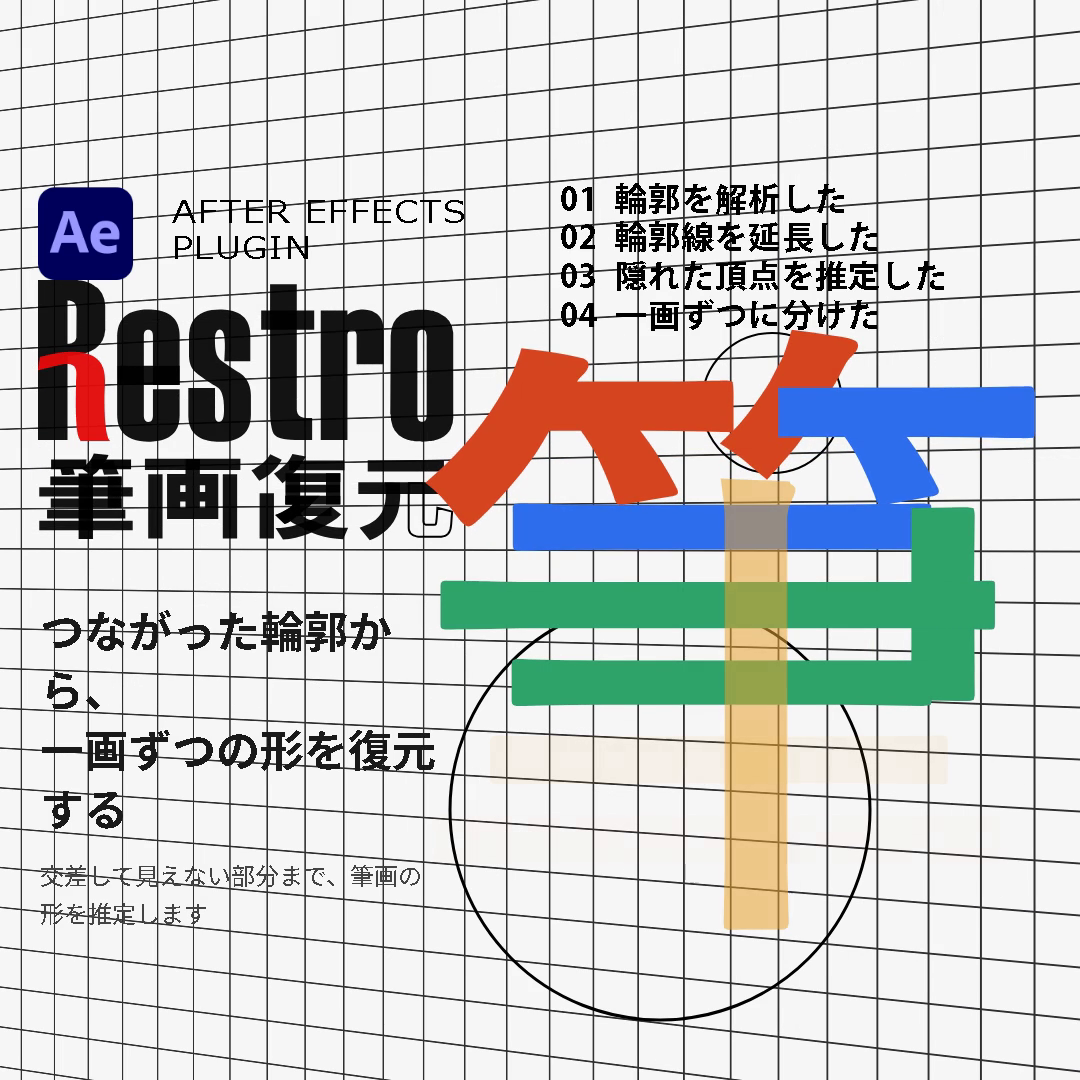 Ae
AFTER EFFECTS
PLUGIN
Restro
筆画復元
01 輪郭を解析した
02 輪郭線を延長した
03 隠れた頂点を推定した
04 一画ずつに分けた
つながった輪郭か
ら、
一画ずつの形を復元
する
交差して見えない部分まで、筆画の
形を推定します
筆